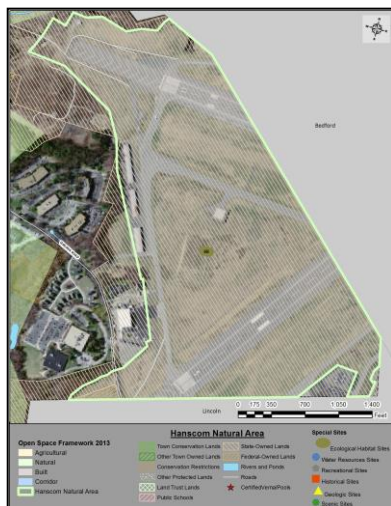 Bedford
Lincoln
0 175 350 700 1,050 1,400
Feet
Hanscom Natural Area
Open Space Framework 2013
Agricultural
Natural
Built
Corridor
Hanscom Natural Area
Town Conservation Lands
Other Town Owned Lands
Conservation Restrictions
Other Protected Lands
Land Trust Lands
Public Schools
State-Owned Lands
Federal-Owned Lands
Rivers and Ponds
Roads
CertifiedVernalPools
Special Sites
Ecological Habitat Sites
Water Resources Sites
Recreational Sites
Historical Sites
Geologic Sites
Scenic Sites